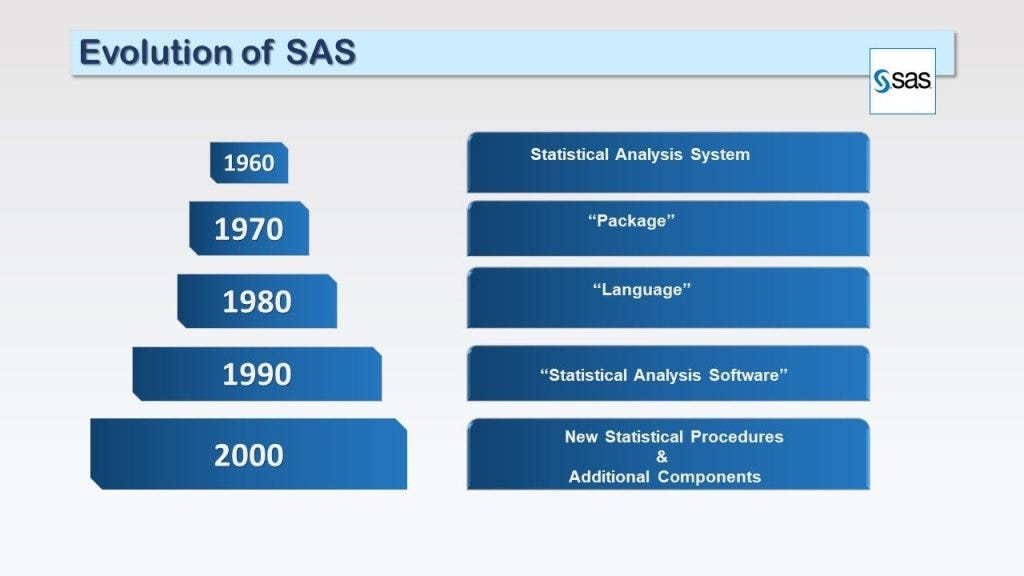 Evolution of SAS
sas
1960
Statistical Analysis System
1970
“Package”
1980
“Language”
1990
“Statistical Analysis Software”
2000
New Statistical Procedures
&
Additional Components